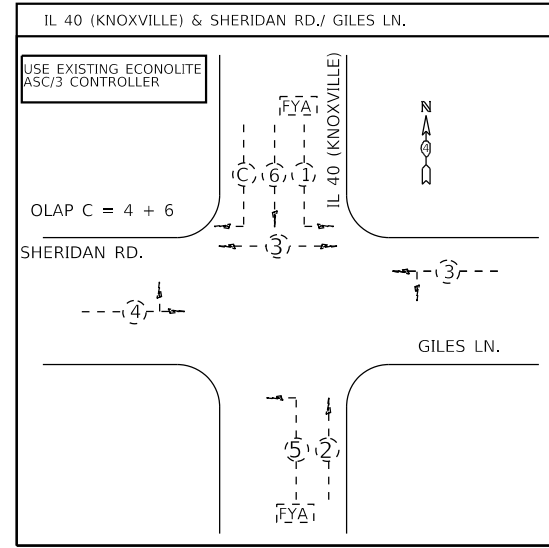 IL 40 (KNOXVILLE) & SHERIDAN RD./ GILES LN.
USE EXISTING ECONOLITE
ASC/3 CONTROLLER
FYA
IL 40 (KNOXVILLE)
N
4
C 6 1
OLAP C = 4 + 6
3
SHERIDAN RD.
3
4
GILES LN.
5 2
FYA